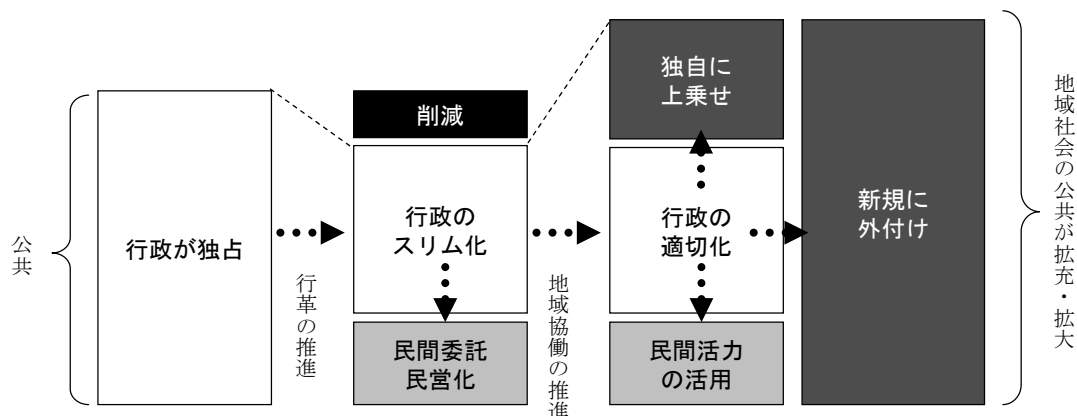 公共
行政が独占
行革の推進
削減
行政の
スリム化
民間委託
民営化
地域協働の推進
独自に
上乗せ
行政の
適切化
民間活力
の活用
新規に
外付け
地域社会の公共が拡充・拡大